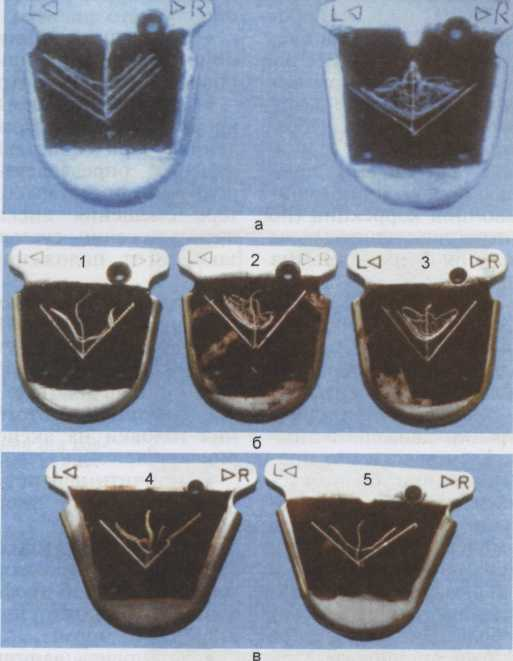 L◁ ▷R L◁ ▷R
а
L◁ 1 ▷R L◁ 2 ▷R L◁ 3 ▷R
б
L◁ 4 ▷R L◁ 5 ▷R
в